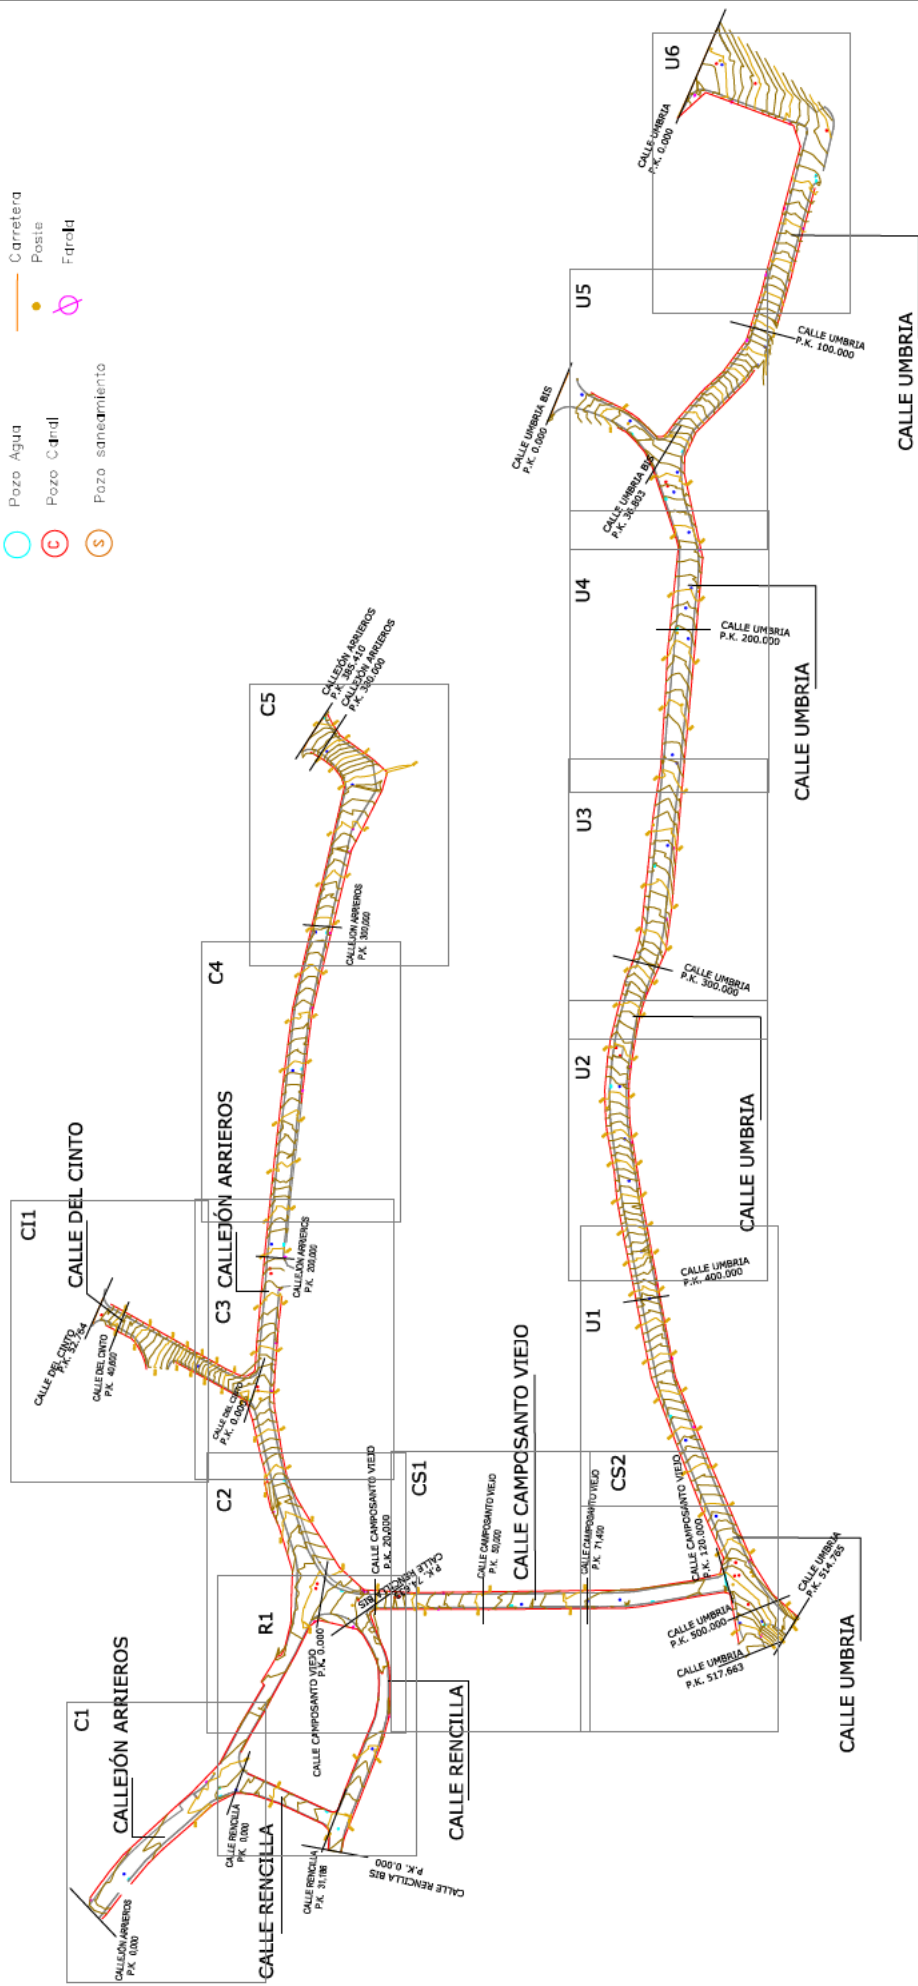 Carretera
Poste
Farola
Pozo Agua
Pozo Canal
Pozo saneamiento
C
S
U6
CALLE UMBRIA
P.K. 0.000
U5
CALLE UMBRIA
P.K. 100.000
CALLE UMBRIA
CALLE UMBRIA BIS
P.K. 0.000
CALLE UMBRIA BIS
P.K. 36.803
U4
CALLE UMBRIA
P.K. 200.000
CALLE UMBRIA
CALLEJÓN ARRIEROS
P.K. 385.410
CALLEJÓN ARRIEROS
P.K. 380.000
C5
U3
CALLEJÓN ARRIEROS
P.K. 300,000
CALLE UMBRIA
P.K. 300.000
C4
U2
CALLE UMBRIA
CALLE DEL CINTO
CI1
CALLEJÓN ARRIEROS
CALLEJÓN ARRIEROS
P.K. 200,000
C3
CALLE UMBRIA
P.K. 400.000
U1
CALLE DEL CINTO
P.K. 52.764
CALLE DEL CINTO
P.K. 40,600
CALLE DEL CINTO
P.K. 0.000
CALLE CAMPOSANTO VIEJO
C2
CS1
CS2
CALLE CAMPOSANTO VIEJO
P.K. 20.000
CALLE CAMPOSANTO VIEJO
P.K. 50,000
CALLE CAMPOSANTO VIEJO
P.K. 71,400
CALLE CAMPOSANTO VIEJO
P.K. 120.000
CALLE RENCILLA BIS
CALLE UMBRIA
P.K. 514.765
CALLE UMBRIA
P.K. 500.000
CALLE UMBRIA
P.K. 517.663
CALLE UMBRIA
R1
CALLE CAMPOSANTO VIEJO
P.K. 0.000
C1
CALLEJÓN ARRIEROS
CALLE RENCILLA
CALLE RENCILLA
P.K. 0,000
CALLE RENCILLA
CALLE RENCILLA
P.K. 31,186
CALLE RENCILLA BIS
P.K. 0.000
CALLEJÓN ARRIEROS
P.K. 0,000